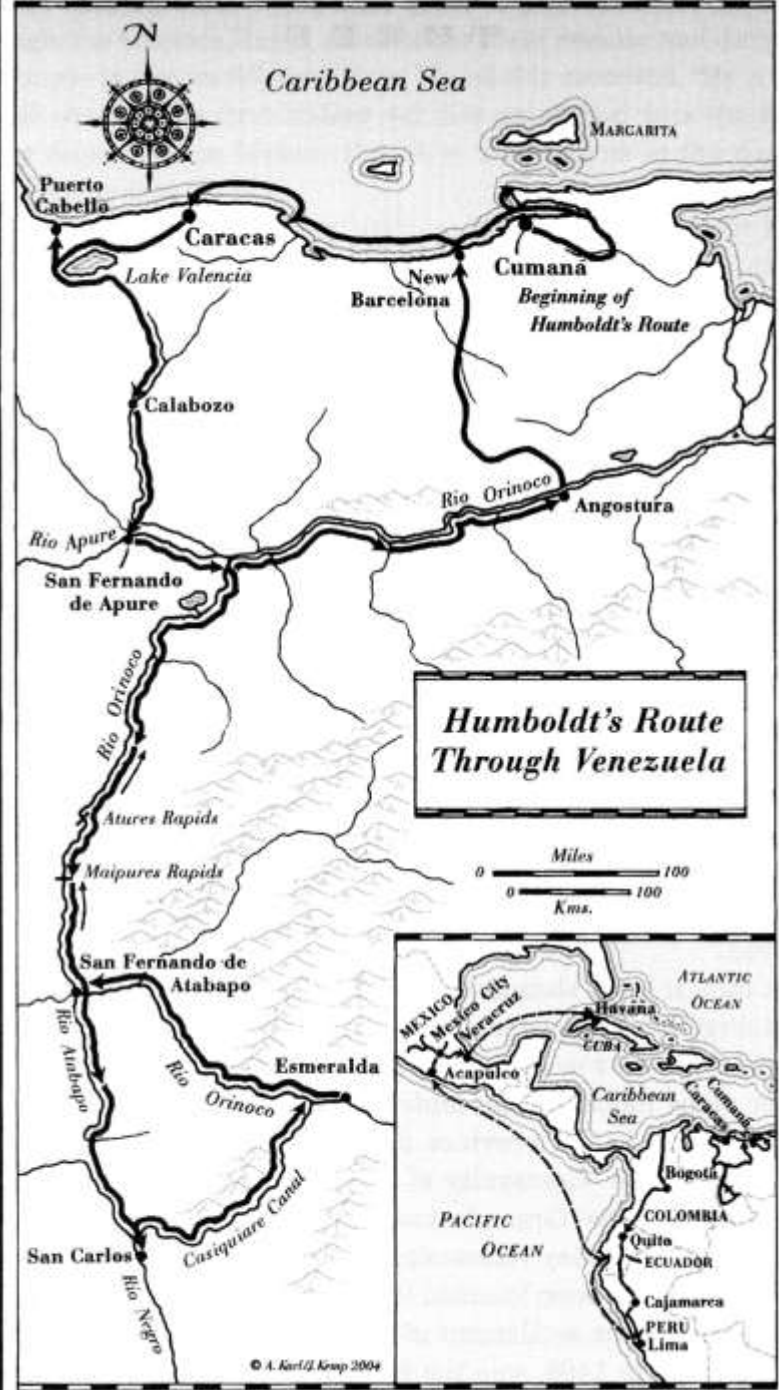 N
Caribbean Sea
MARGARITA
Puerto
Cabello
Caracas
Lake Valencia
New
Barcelona
Cumaná
Beginning of
Humboldt's Route
Calabozo
Rio Orinoco
Angostura
Rio Apure
San Fernando
de Apure
Rio Orinoco
Humboldt's Route
Through Venezuela
Atures Rapids
Maipures Rapids
Miles
0 100
0 100
Kms.
San Fernando de
Atabapo
Rio Atabapo
Rio Orinoco
Esmeralda
Casiquiare Canal
San Carlos
Rio Negro
© A. Karl/J. Kemp 2004
ATLANTIC
OCEAN
MEXICO
Mexico City
Veracruz
Havana
CUBA
Acapulco
Caribbean
Sea
Cumaná
Caracas
Bogotá
PACIFIC
OCEAN
COLOMBIA
Quito
ECUADOR
Cajamarca
PERU
Lima